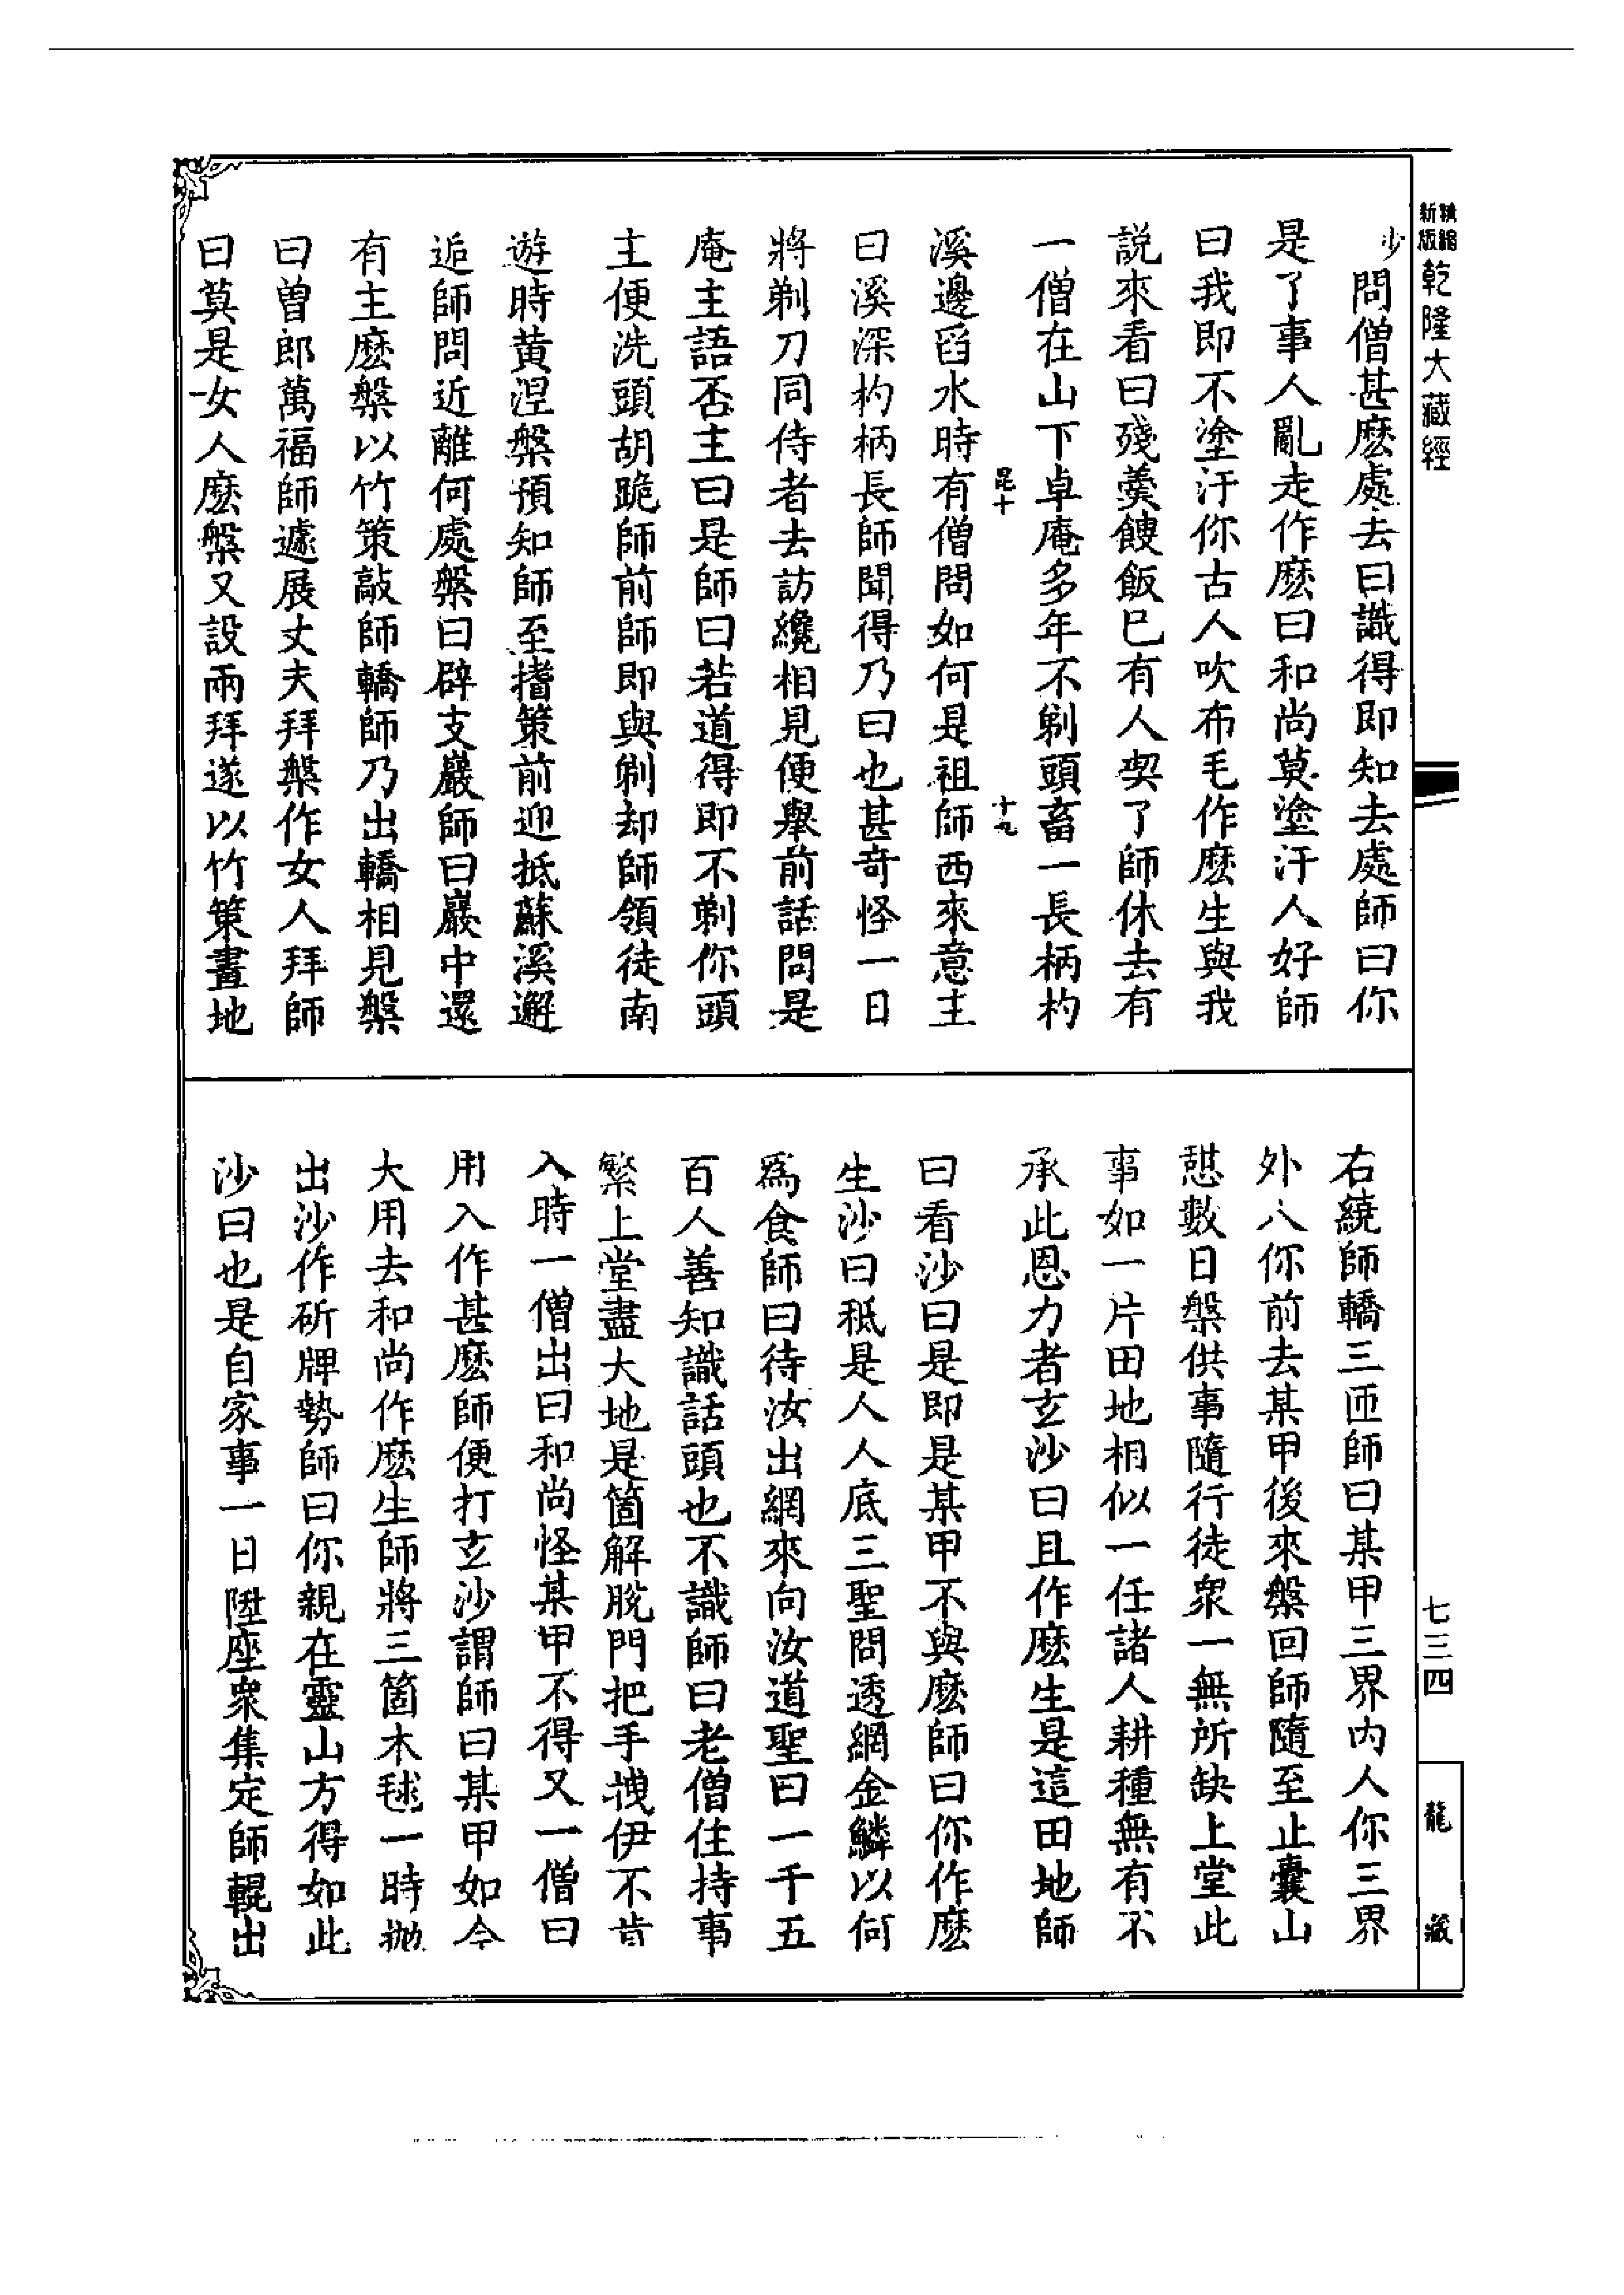 精縮新版 乾隆大藏經
少問僧甚麽處去曰識得即知去處師曰你
是了事人亂走作麽曰和尚莫塗汙人好師
曰我即不塗汙你古人吹布毛作麽生與我
說來看曰殘羹餿飯巳有人喫了師休去有
一僧在山下卓庵多年不剃頭畜一長柄杓
昆十
十九
溪邊舀水時有僧問如何是祖師西來意主
曰溪深杓柄長師聞得乃曰也甚奇怪一日
將剃刀同侍者去訪纔相見便舉前話問是
庵主語否主曰是師曰若道得即不剃你頭
主便洗頭胡跪師前師即與剃却師領徒南
遊時黃涅槃預知師至搘策前迎抵蘇溪邂
逅師問近離何處槃曰辟支巖師曰巖中還
有主麽槃以竹策敲師轎師乃出轎相見槃
曰曾郎萬福師遽展丈夫拜槃作女人拜師
曰莫是女人麽槃又設兩拜遂以竹策畫地
右繞師轎三匝師曰某甲三界內人你三界
外人你前去某甲後來槃回師隨至止囊山
憇數日槃供事隨行徒衆一無所缺上堂此
事如一片田地相似一任諸人耕種無有不
承此恩力者玄沙曰且作麽生是這田地師
曰看沙曰是即是某甲不與麽師曰你作麽
生沙曰秖是人人底三聖問透網金鱗以何
爲食師曰待汝出網來向汝道聖曰一千五
百人善知識話頭也不識師曰老僧住持事
繁上堂盡大地是箇解脫門把手拽伊不肯
入時一僧出曰和尚怪某甲不得又一僧曰
用入作甚麽師便打玄沙謂師曰某甲如今
大用去和尚作麽生師將三箇木毬一時抛
出沙作斫牌勢師曰你親在靈山方得如此
沙曰也是自家事一日陞座衆集定師輥出
七三四
龍藏